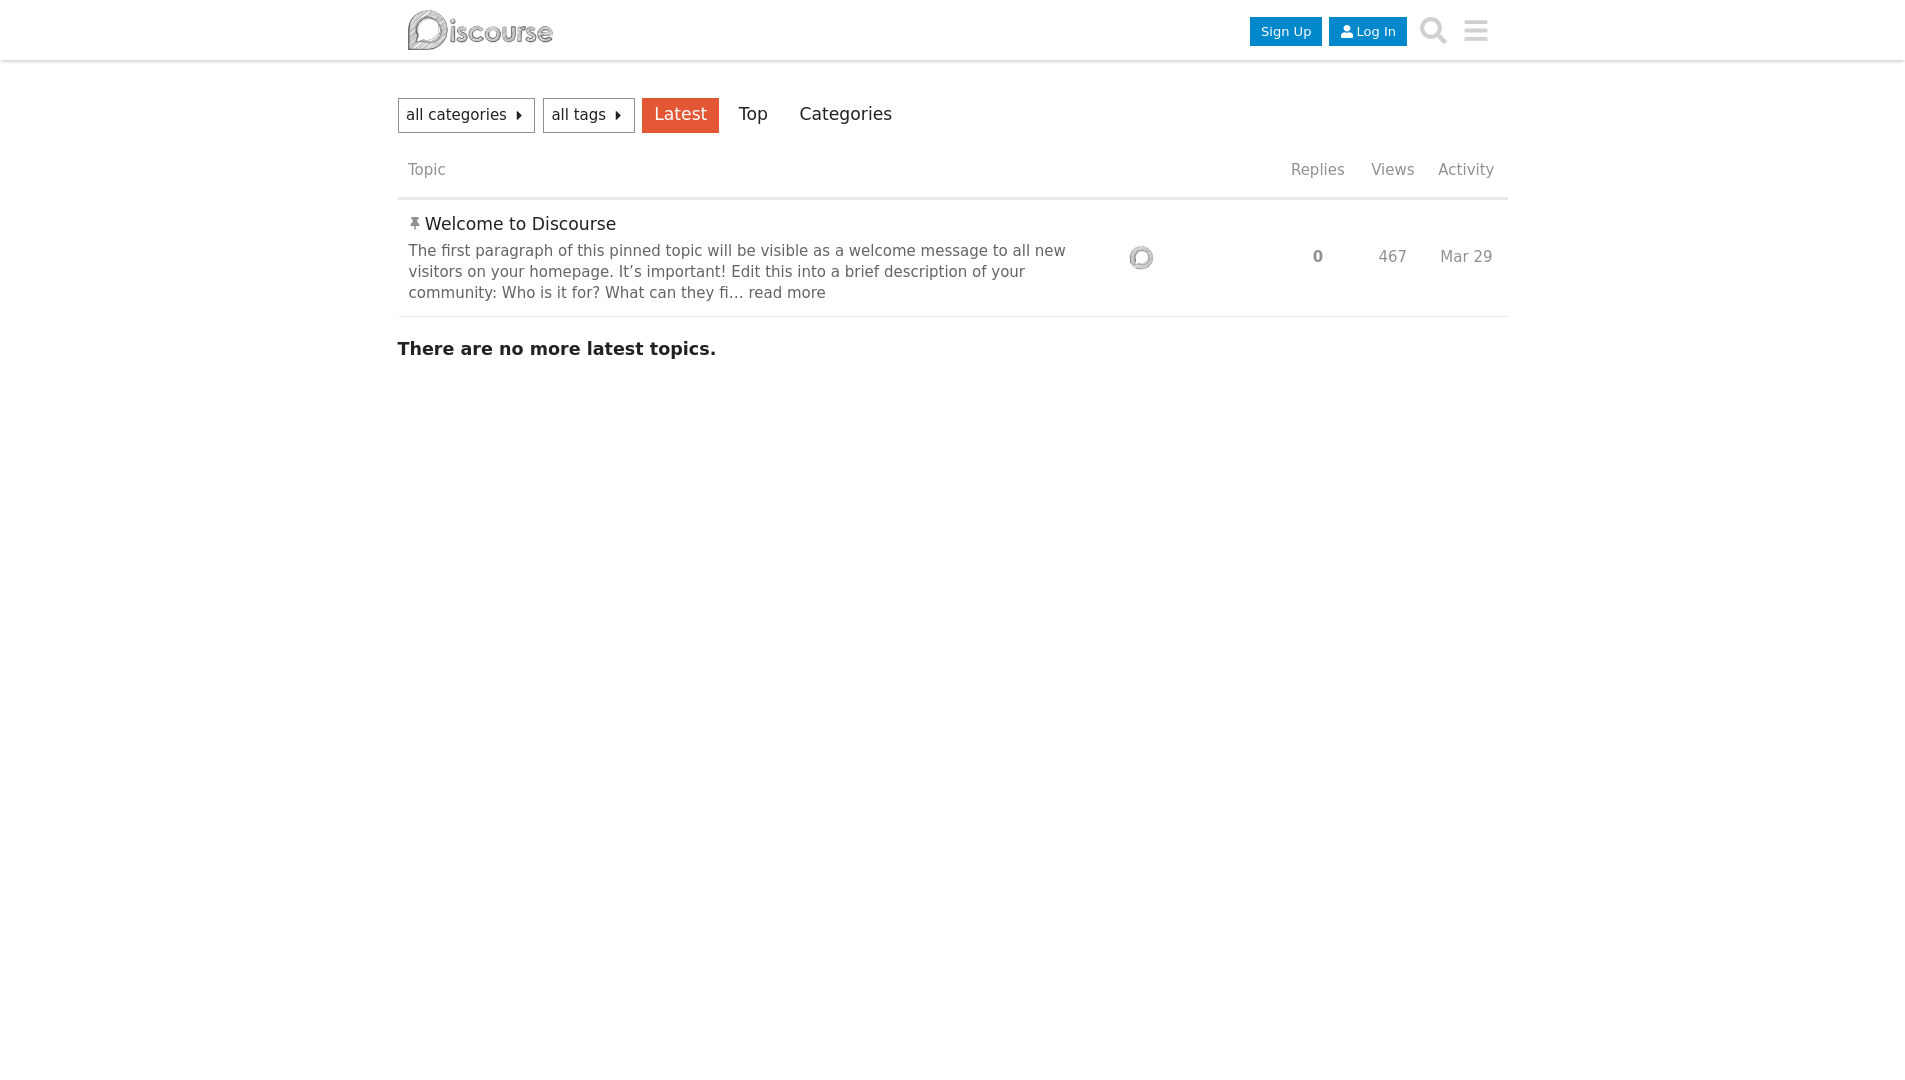 Discourse
Sign Up
Log In
all categories
all tags
Latest
Top
Categories
Topic
Replies
Views
Activity
Welcome to Discourse
The first paragraph of this pinned topic will be visible as a welcome message to all new
visitors on your homepage. It’s important! Edit this into a brief description of your
community: Who is it for? What can they fi… read more
0
467
Mar 29
There are no more latest topics.